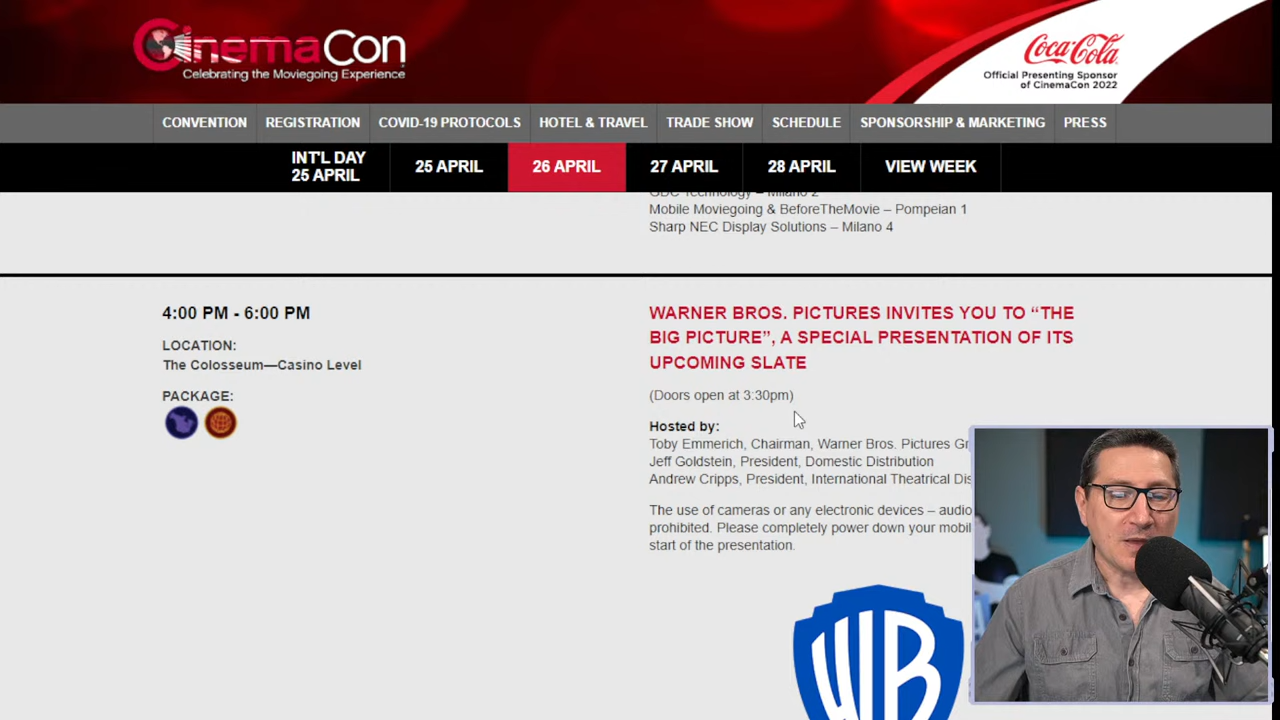 CinemaCon
Celebrating the Moviegoing Experience
Coca-Cola
Official Presenting Sponsor
of CinemaCon 2022
CONVENTION REGISTRATION COVID-19 PROTOCOLS HOTEL & TRAVEL TRADE SHOW SCHEDULE SPONSORSHIP & MARKETING PRESS
INT'L DAY
25 APRIL
25 APRIL 26 APRIL 27 APRIL 28 APRIL VIEW WEEK
GDC Technology – Milano 2
Mobile Moviegoing & BeforeTheMovie – Pompeian 1
Sharp NEC Display Solutions – Milano 4
4:00 PM - 6:00 PM
LOCATION:
The Colosseum—Casino Level
PACKAGE:
WARNER BROS. PICTURES INVITES YOU TO “THE
BIG PICTURE”, A SPECIAL PRESENTATION OF ITS
UPCOMING SLATE
(Doors open at 3:30pm)
Hosted by:
Toby Emmerich, Chairman, Warner Bros. Pictures
Jeff Goldstein, President, Domestic Distribution
Andrew Cripps, President, International Theatrical
The use of cameras or any electronic devices – audio
prohibited. Please completely power down your
start of the presentation.
WB